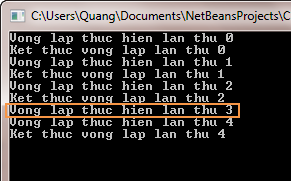 C:\Users\Quang\Documents\NetBeansProjects\C
Vong lap thuc hien lan thu 0
Ket thuc vong lap lan thu 0
Vong lap thuc hien lan thu 1
Ket thuc vong lap lan thu 1
Vong lap thuc hien lan thu 2
Ket thuc vong lap lan thu 2
Vong lap thuc hien lan thu 3
Vong lap thuc hien lan thu 4
Ket thuc vong lap lan thu 4